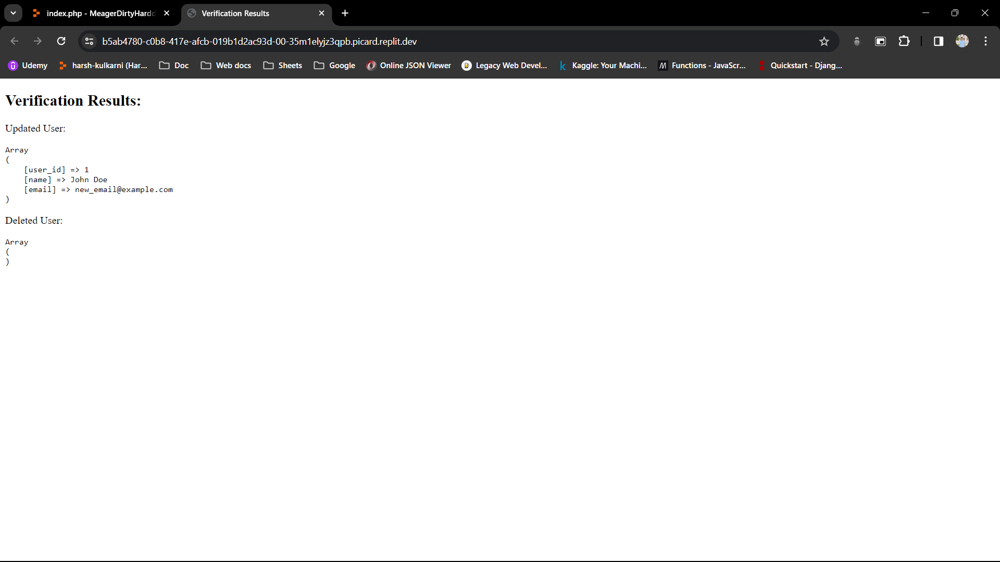 index.php - MeagerDirtyHard
Verification Results
b5ab4780-c0b8-417e-afcb-019b1d2ac93d-00-35m1elyjz3qpb.picard.replit.dev
Udemy harsh-kulkarni (Har... Doc Web docs Sheets Google Online JSON Viewer Legacy Web Devel... Kaggle: Your Machi... Functions - JavaScr... Quickstart - Djang...
Verification Results:
Updated User:
Array
(
    [user_id] => 1
    [name] => John Doe
    [email] => new_email@example.com
)
Deleted User:
Array
(
)